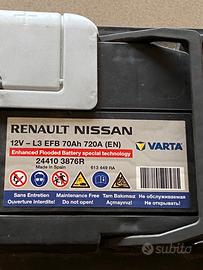 RENAULT NISSAN
12V – L3 EFB 70Ah 720A (EN)
Enhanced Flooded Battery special technology
24410 3876R
Made in Spain
613 449 RA
VARTA
Sans Entretien - Maintenance Free - Tam Bakımsız - Не обслуживаемая
Ouvrture Interdite - Do not open! - Açmayınız - Не открывать!
subito